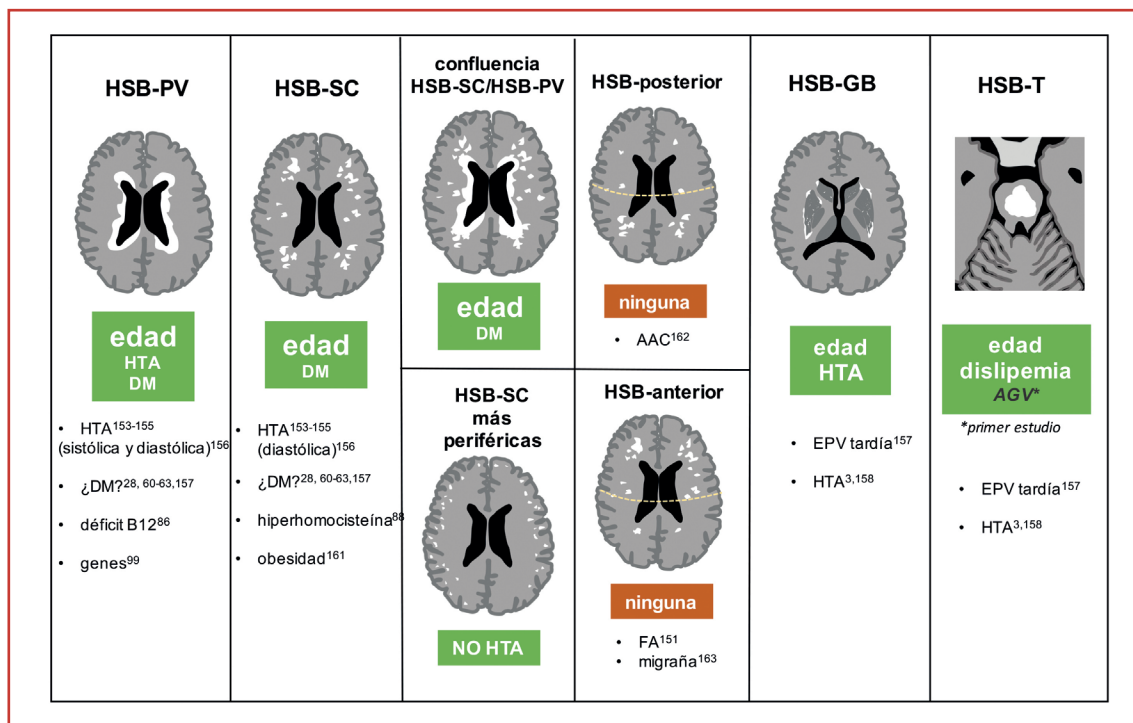 HSB-PV
edad
HTA
DM
• HTA153-155
(sistólica y diastólica)156
• ¿DM?28, 60-63,157
• déficit B1286
• genes99
HSB-SC
edad
DM
• HTA153-155
(diastólica)156
• ¿DM?28, 60-63,157
• hiperhomocisteína88
• obesidad161
confluencia
HSB-SC/HSB-PV
edad
DM
HSB-SC
más
periféricas
NO HTA
HSB-posterior
ninguna
• AAC162
HSB-anterior
ninguna
• FA151
• migraña163
HSB-GB
edad
HTA
• EPV tardía157
• HTA3,158
HSB-T
edad
dislipemia
AGV*
*primer estudio
• EPV tardía157
• HTA3,158